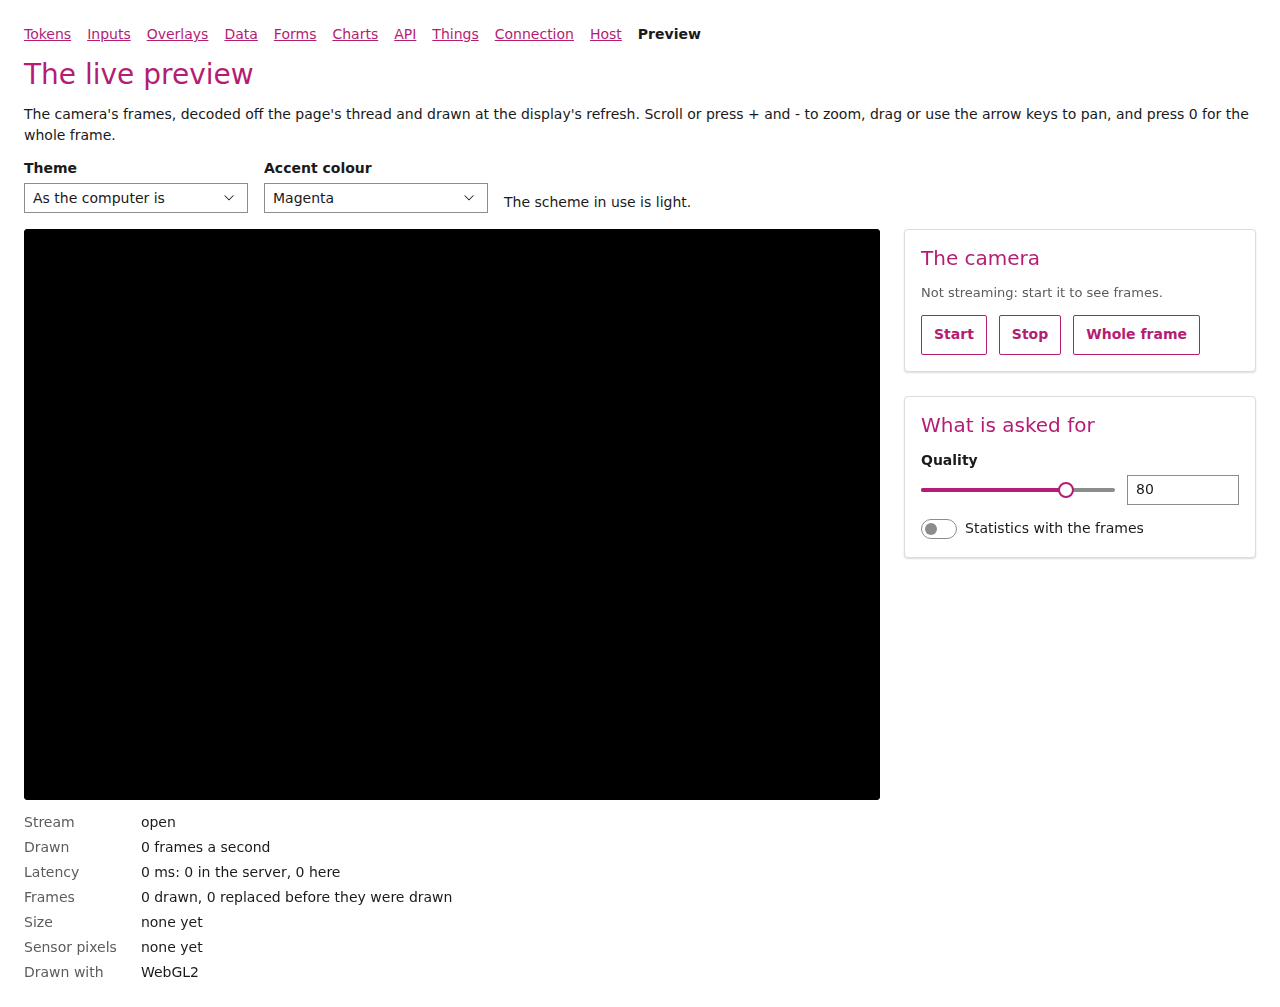 Tokens Inputs Overlays Data Forms Charts API Things Connection Host Preview
The live preview
The camera's frames, decoded off the page's thread and drawn at the display's refresh. Scroll or press + and - to zoom, drag or use the arrow keys to pan, and press 0 for the
whole frame.
Theme
As the computer is
Accent colour
Magenta
The scheme in use is light.
The camera
Not streaming: start it to see frames.
Start Stop Whole frame
What is asked for
Quality
80
Statistics with the frames
Stream open
Drawn 0 frames a second
Latency 0 ms: 0 in the server, 0 here
Frames 0 drawn, 0 replaced before they were drawn
Size none yet
Sensor pixels none yet
Drawn with WebGL2